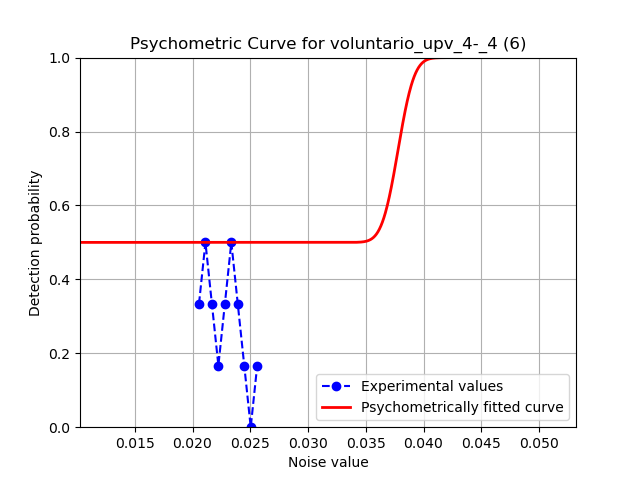 Psychometric Curve for voluntario_upv_4-_4 (6)
1.0
0.8
0.6
0.4
0.2
0.0
Detection probability
Experimental values
Psychometrically fitted curve
0.015 0.020 0.025 0.030 0.035 0.040 0.045 0.050
Noise value